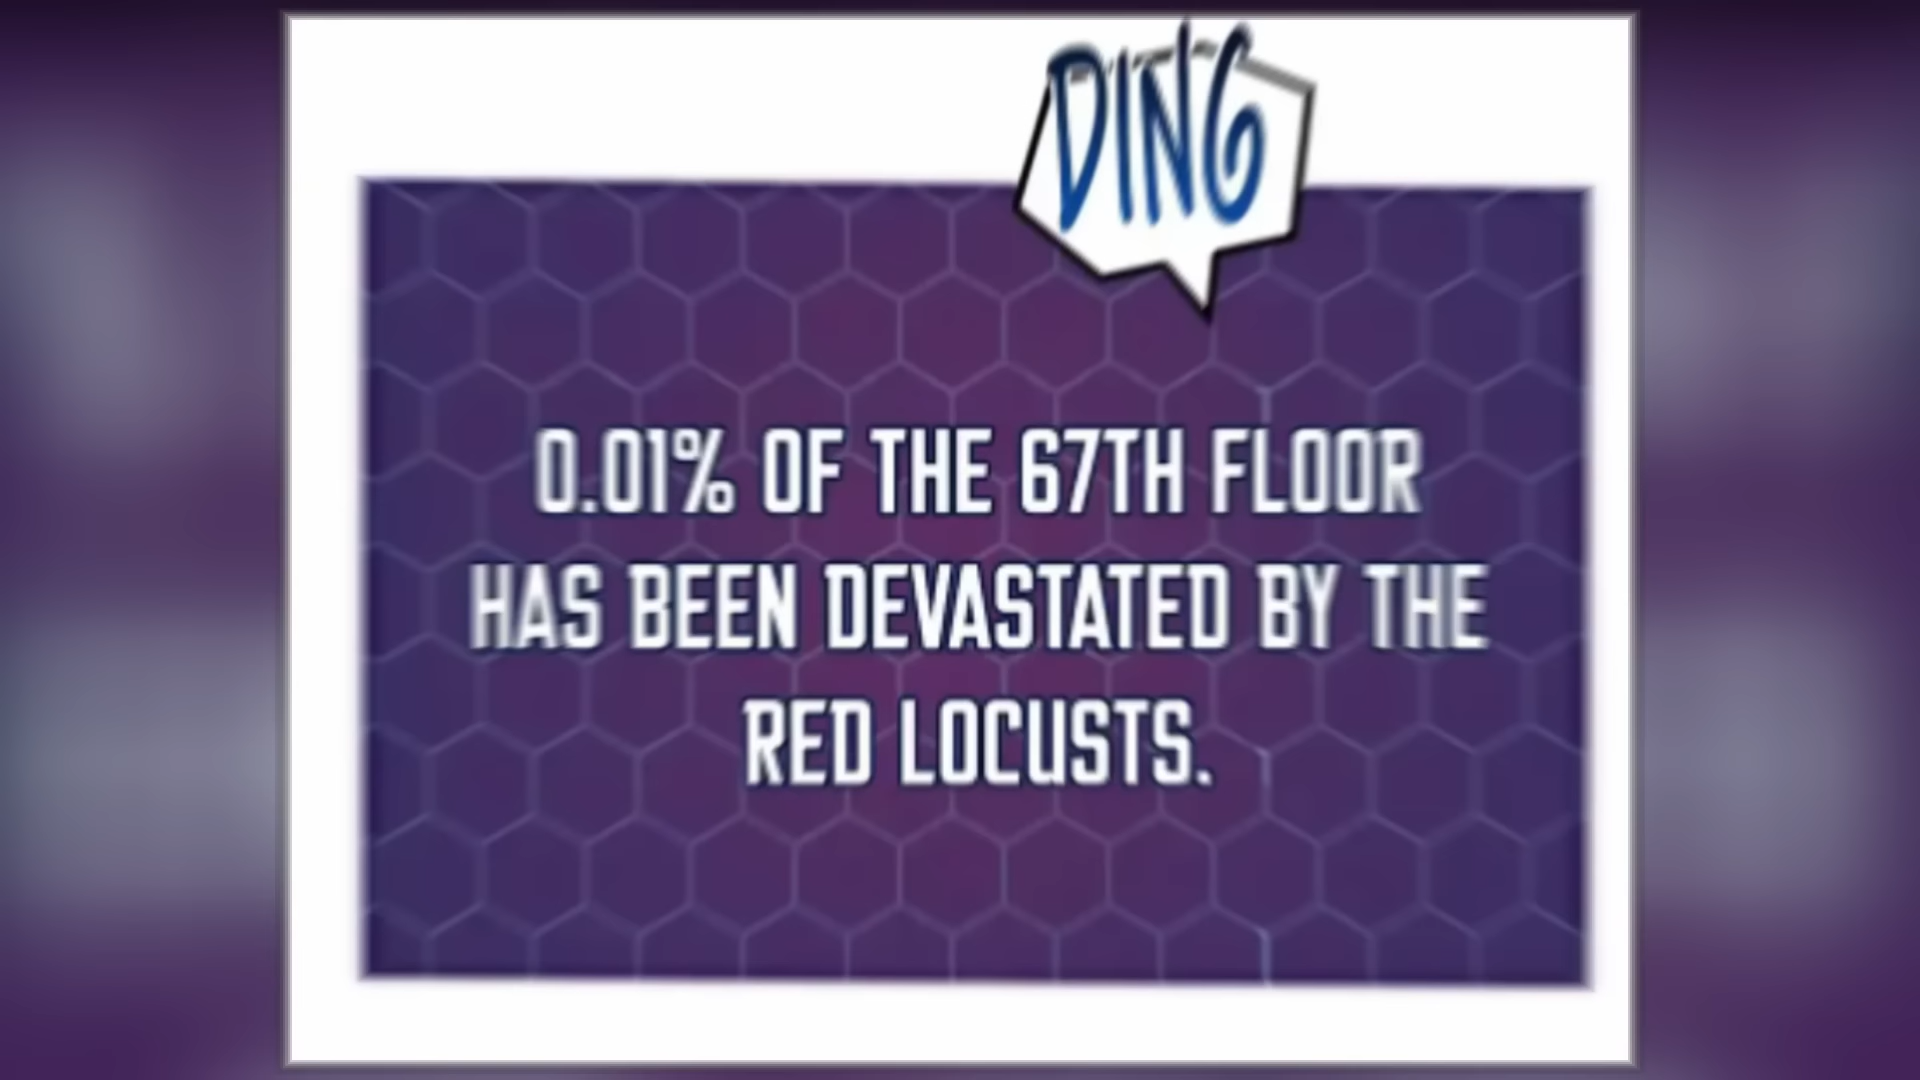 DING
0.01% OF THE 67TH FLOOR
HAS BEEN DEVASTATED BY THE
RED LOCUSTS.